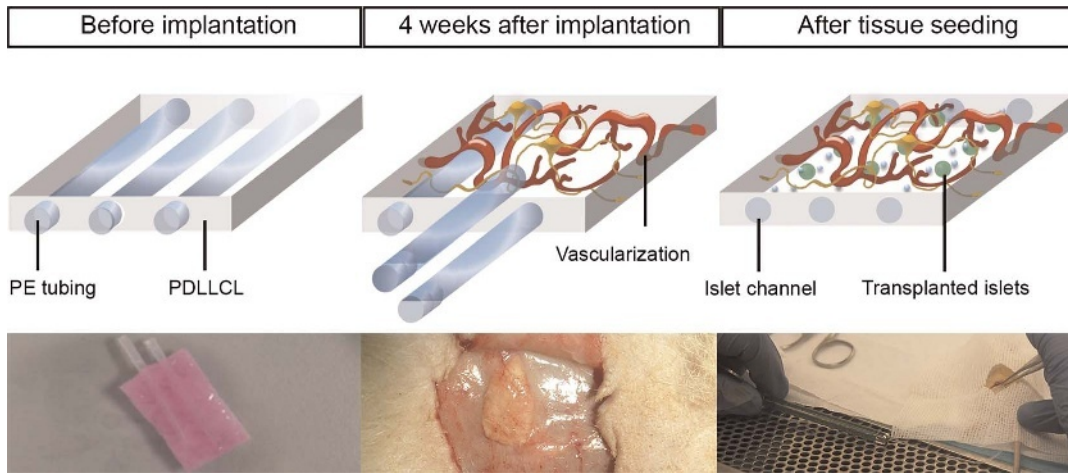 Before implantation
4 weeks after implantation
After tissue seeding
PE tubing
PDLLCL
Vascularization
Islet channel
Transplanted islets